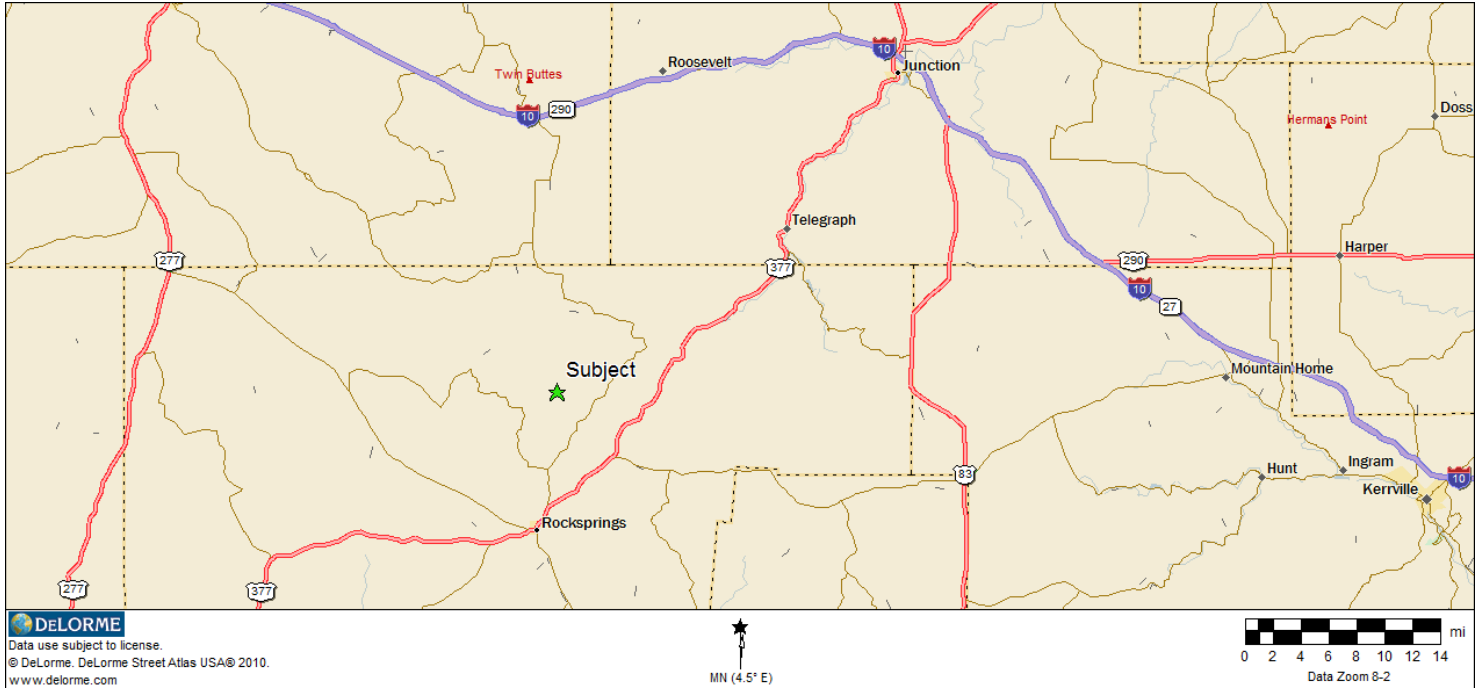 10
Junction
Roosevelt
Twin Buttes
10
290
Hermans Point
Doss
Telegraph
277
377
290
Harper
10
27
Subject
Mountain Home
83
Hunt
Ingram
10
Kerrville
Rocksprings
277
377
DELORME
Data use subject to license.
© DeLorme. DeLorme Street Atlas USA® 2010.
www.delorme.com
MN (4.5° E)
mi
0 2 4 6 8 10 12 14
Data Zoom 8-2